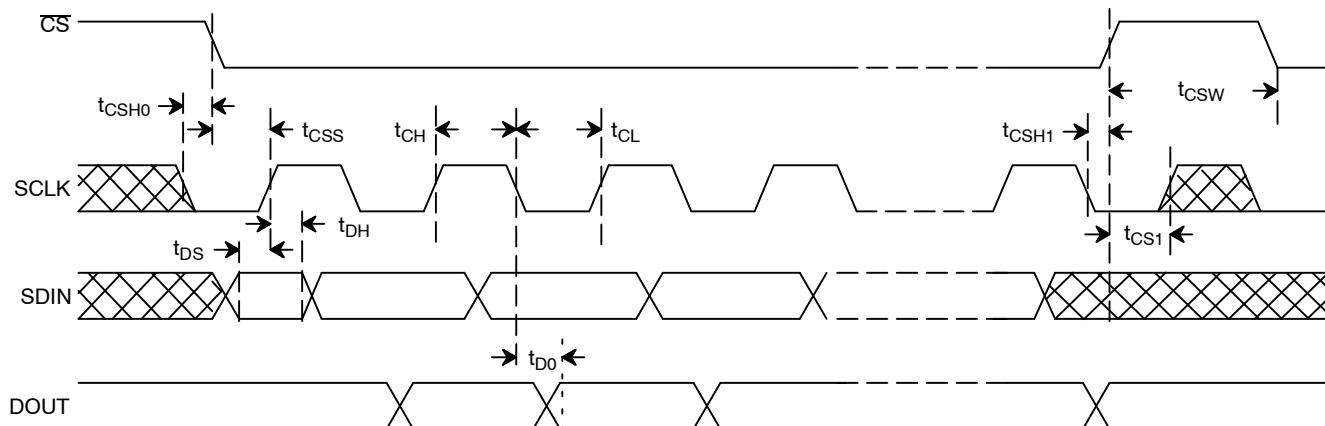 CS
tCSH0
tCSS
tCH
tCL
tCSH1
tCSW
SCLK
tDS
tDH
tCS1
SDIN
tD0
DOUT